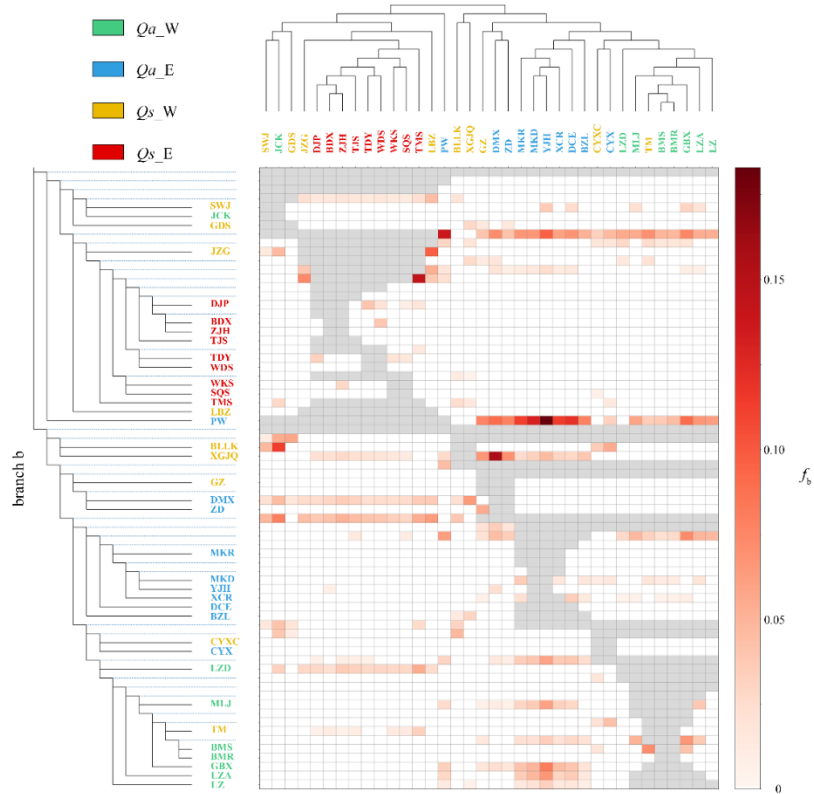 Qa_W
Qa_E
Qs_W
Qs_E
SWJ JCK GDS JZG DJP BDX ZJH TJS TDY WDS WKS SQS TMS LBZ PW BLLK XGJQ GZ DMX ZD MKR MKD YJH XCR DCE BZL CYXC CYX LZD MLJ TM BMS BMR GBX LZA LZ
SWJ
JCK
GDS
JZG
DJP
BDX
ZJH
TJS
TDY
WDS
WKS
SQS
TMS
LBZ
PW
BLLK
XGJQ
GZ
DMX
ZD
MKR
MKD
YJH
XCR
DCE
BZL
CYXC
CYX
LZD
MLJ
TM
BMS
BMR
GBX
LZA
LZ
branch b
0.15
0.10
0.05
0
fb